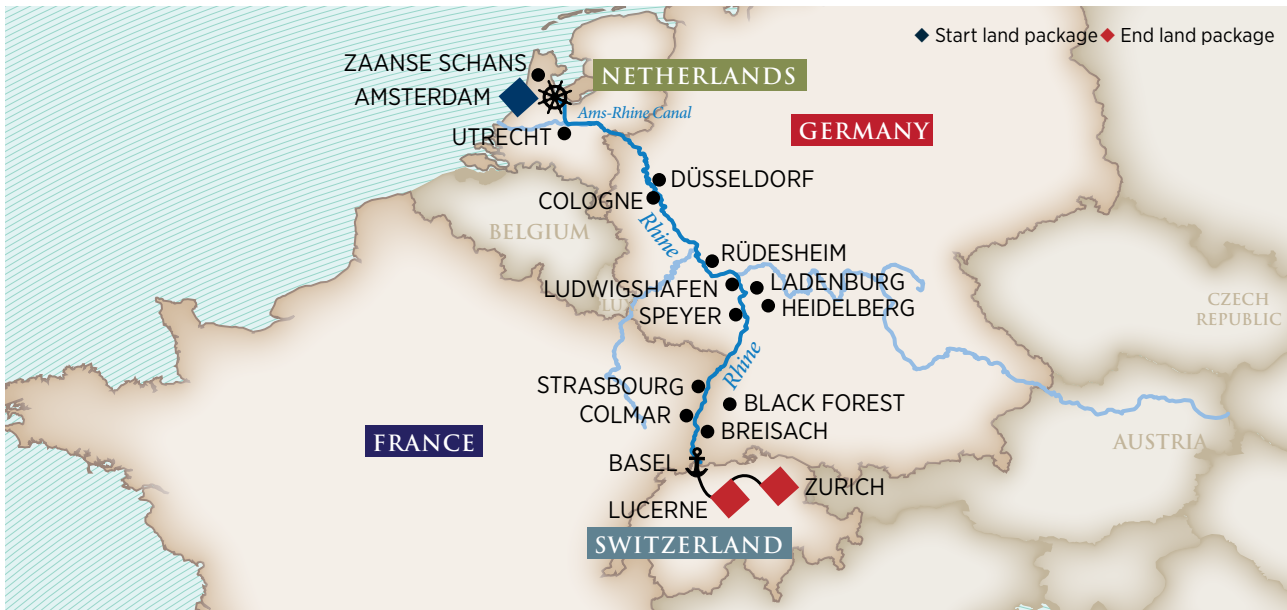 Start land package
End land package
ZAANSE SCHANS
NETHERLANDS
AMSTERDAM
Ams-Rhine Canal
UTRECHT
GERMANY
DÜSSELDORF
COLOGNE
BELGIUM
Rhine
RÜDESHEIM
LUDWIGSHAFEN
LADENBURG
LU
HEIDELBERG
SPEYER
CZECH
REPUBLIC
Rhine
STRASBOURG
BLACK FOREST
COLMAR
BREISACH
FRANCE
AUSTRIA
BASEL
ZURICH
LUCERNE
SWITZERLAND